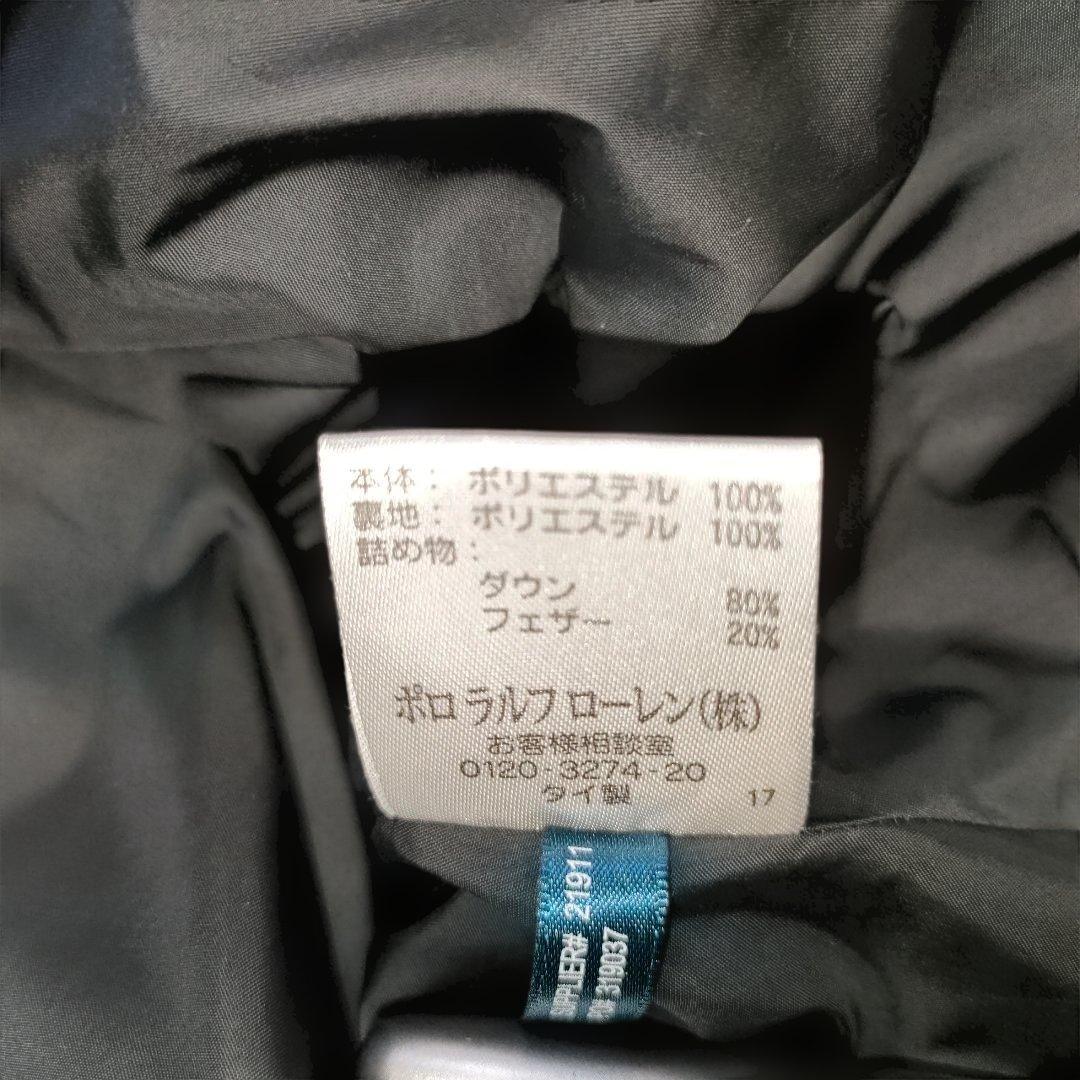 本体： ポリエステル 100%
裏地： ポリエステル 100%
詰め物：
ダウン 80%
フェザー 20%
ポロ ラルフ ローレン(株)
お客様相談室
0120-3274-20
タイ製 17
21911
319037